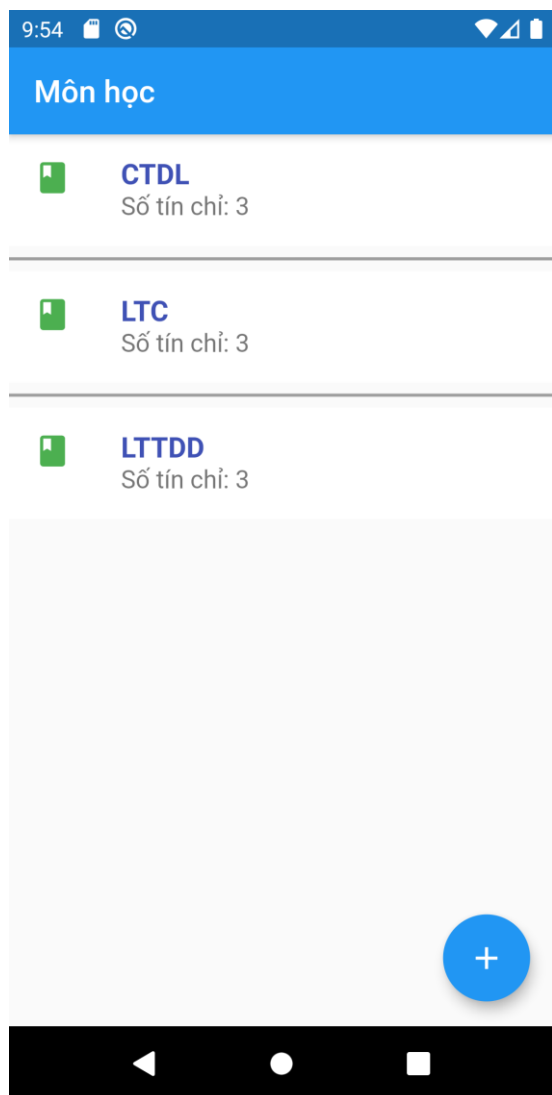 9:54
Môn học
CTDL
Số tín chỉ: 3
LTC
Số tín chỉ: 3
LTTDD
Số tín chỉ: 3